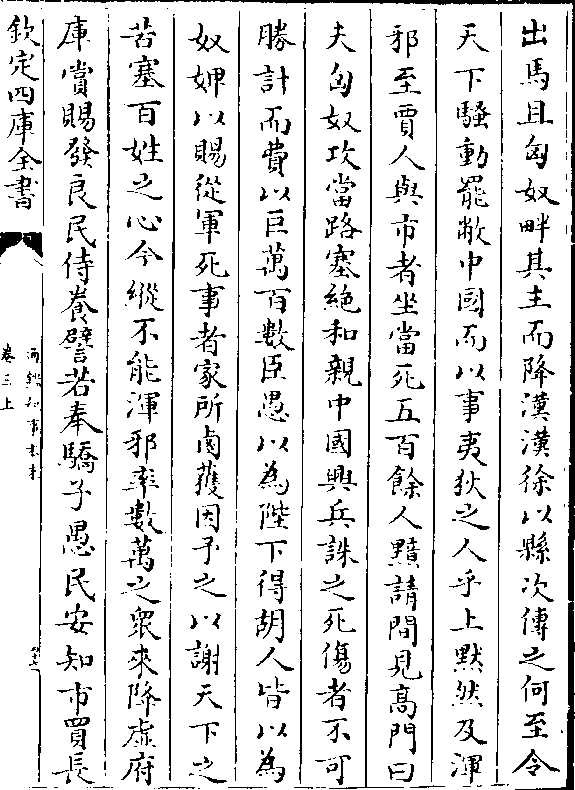 出馬且匈奴畔其主而降漢漢徐以縣次傳之何至令
天下騷動罷敝中國而以事夷狄之人乎上默然及渾
邪至賈人與市者坐當死五百餘人黯請間見髙門曰
夫匈奴攻當路塞絶和親中國興兵誅之死傷者不可
勝計而費以巨萬百數臣愚以為陛下得胡人皆以為
奴婢以賜從軍死事者家所鹵獲因予之以謝天下之
苦塞百姓之心今縱不能渾邪率數萬之衆來降虚府
庫賞賜發良民侍養譬若奉驕子愚民安知市買長
欽定四庫全書
通鑑紀事本末
卷三上